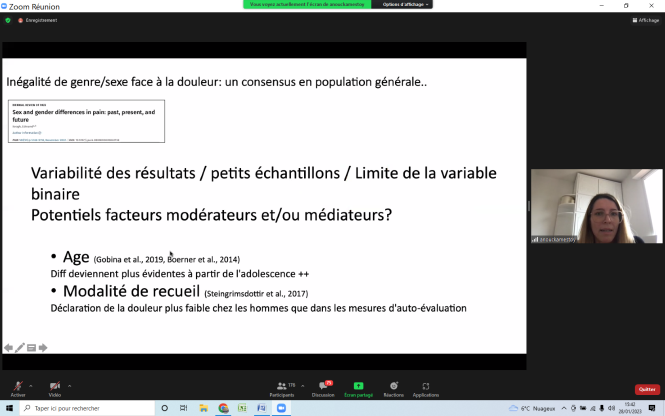 Zoom Réunion
Vous voyez actuellement l'écran de anouchamestoy
Options d'affichage
Enregistrement
Affichage
Inégalité de genre/sexe face à la douleur: un consensus en population générale..
Sex and gender differences in pain: past, present, and
future
Variabilité des résultats / petits échantillons / Limite de la variable
binaire
Potentiels facteurs modérateurs et/ou médiateurs?
• Age (Gobina et al., 2019, Boerner et al., 2014)
Diff deviennent plus évidentes à partir de l'adolescence ++
• Modalité de recueil (Steingrimsdottir et al., 2017)
Déclaration de la douleur plus faible chez les hommes que dans les mesures d'auto-évaluation
anouchamestoy
Activer
Vidéo
Participants
Discussion
Écran partagé
Réactions
Applications
Quitter
Taper ici pour rechercher
6°C Nuageux
15:42
28/01/2023